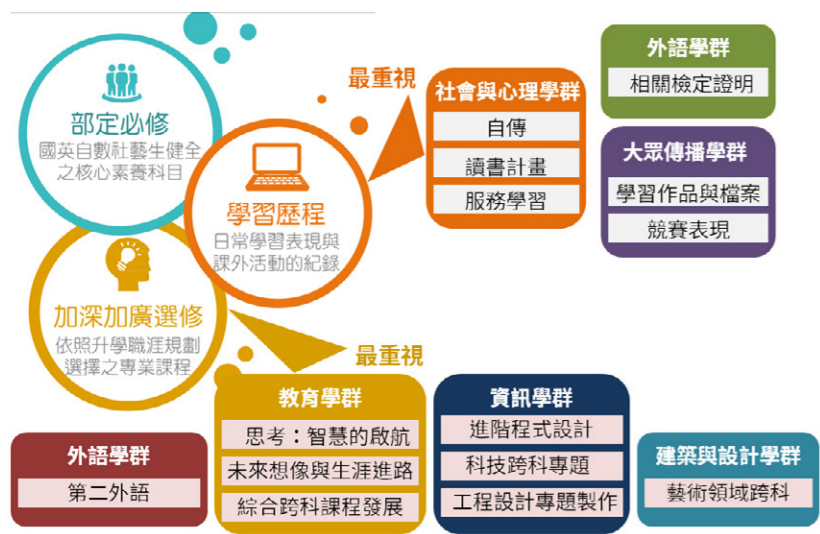 部定必修
國英自數社藝生健全
之核心素養科目
學習歷程
日常學習表現與
課外活動的紀錄
加深加廣選修
依照升學職涯規劃
選擇之專業課程
最重視
社會與心理學群
自傳
讀書計畫
服務學習
外語學群
相關檢定證明
大眾傳播學群
學習作品與檔案
競賽表現
最重視
外語學群
第二外語
教育學群
思考：智慧的啟航
未來想像與生涯進路
綜合跨科課程發展
資訊學群
進階程式設計
科技跨科專題
工程設計專題製作
建築與設計學群
藝術領域跨科